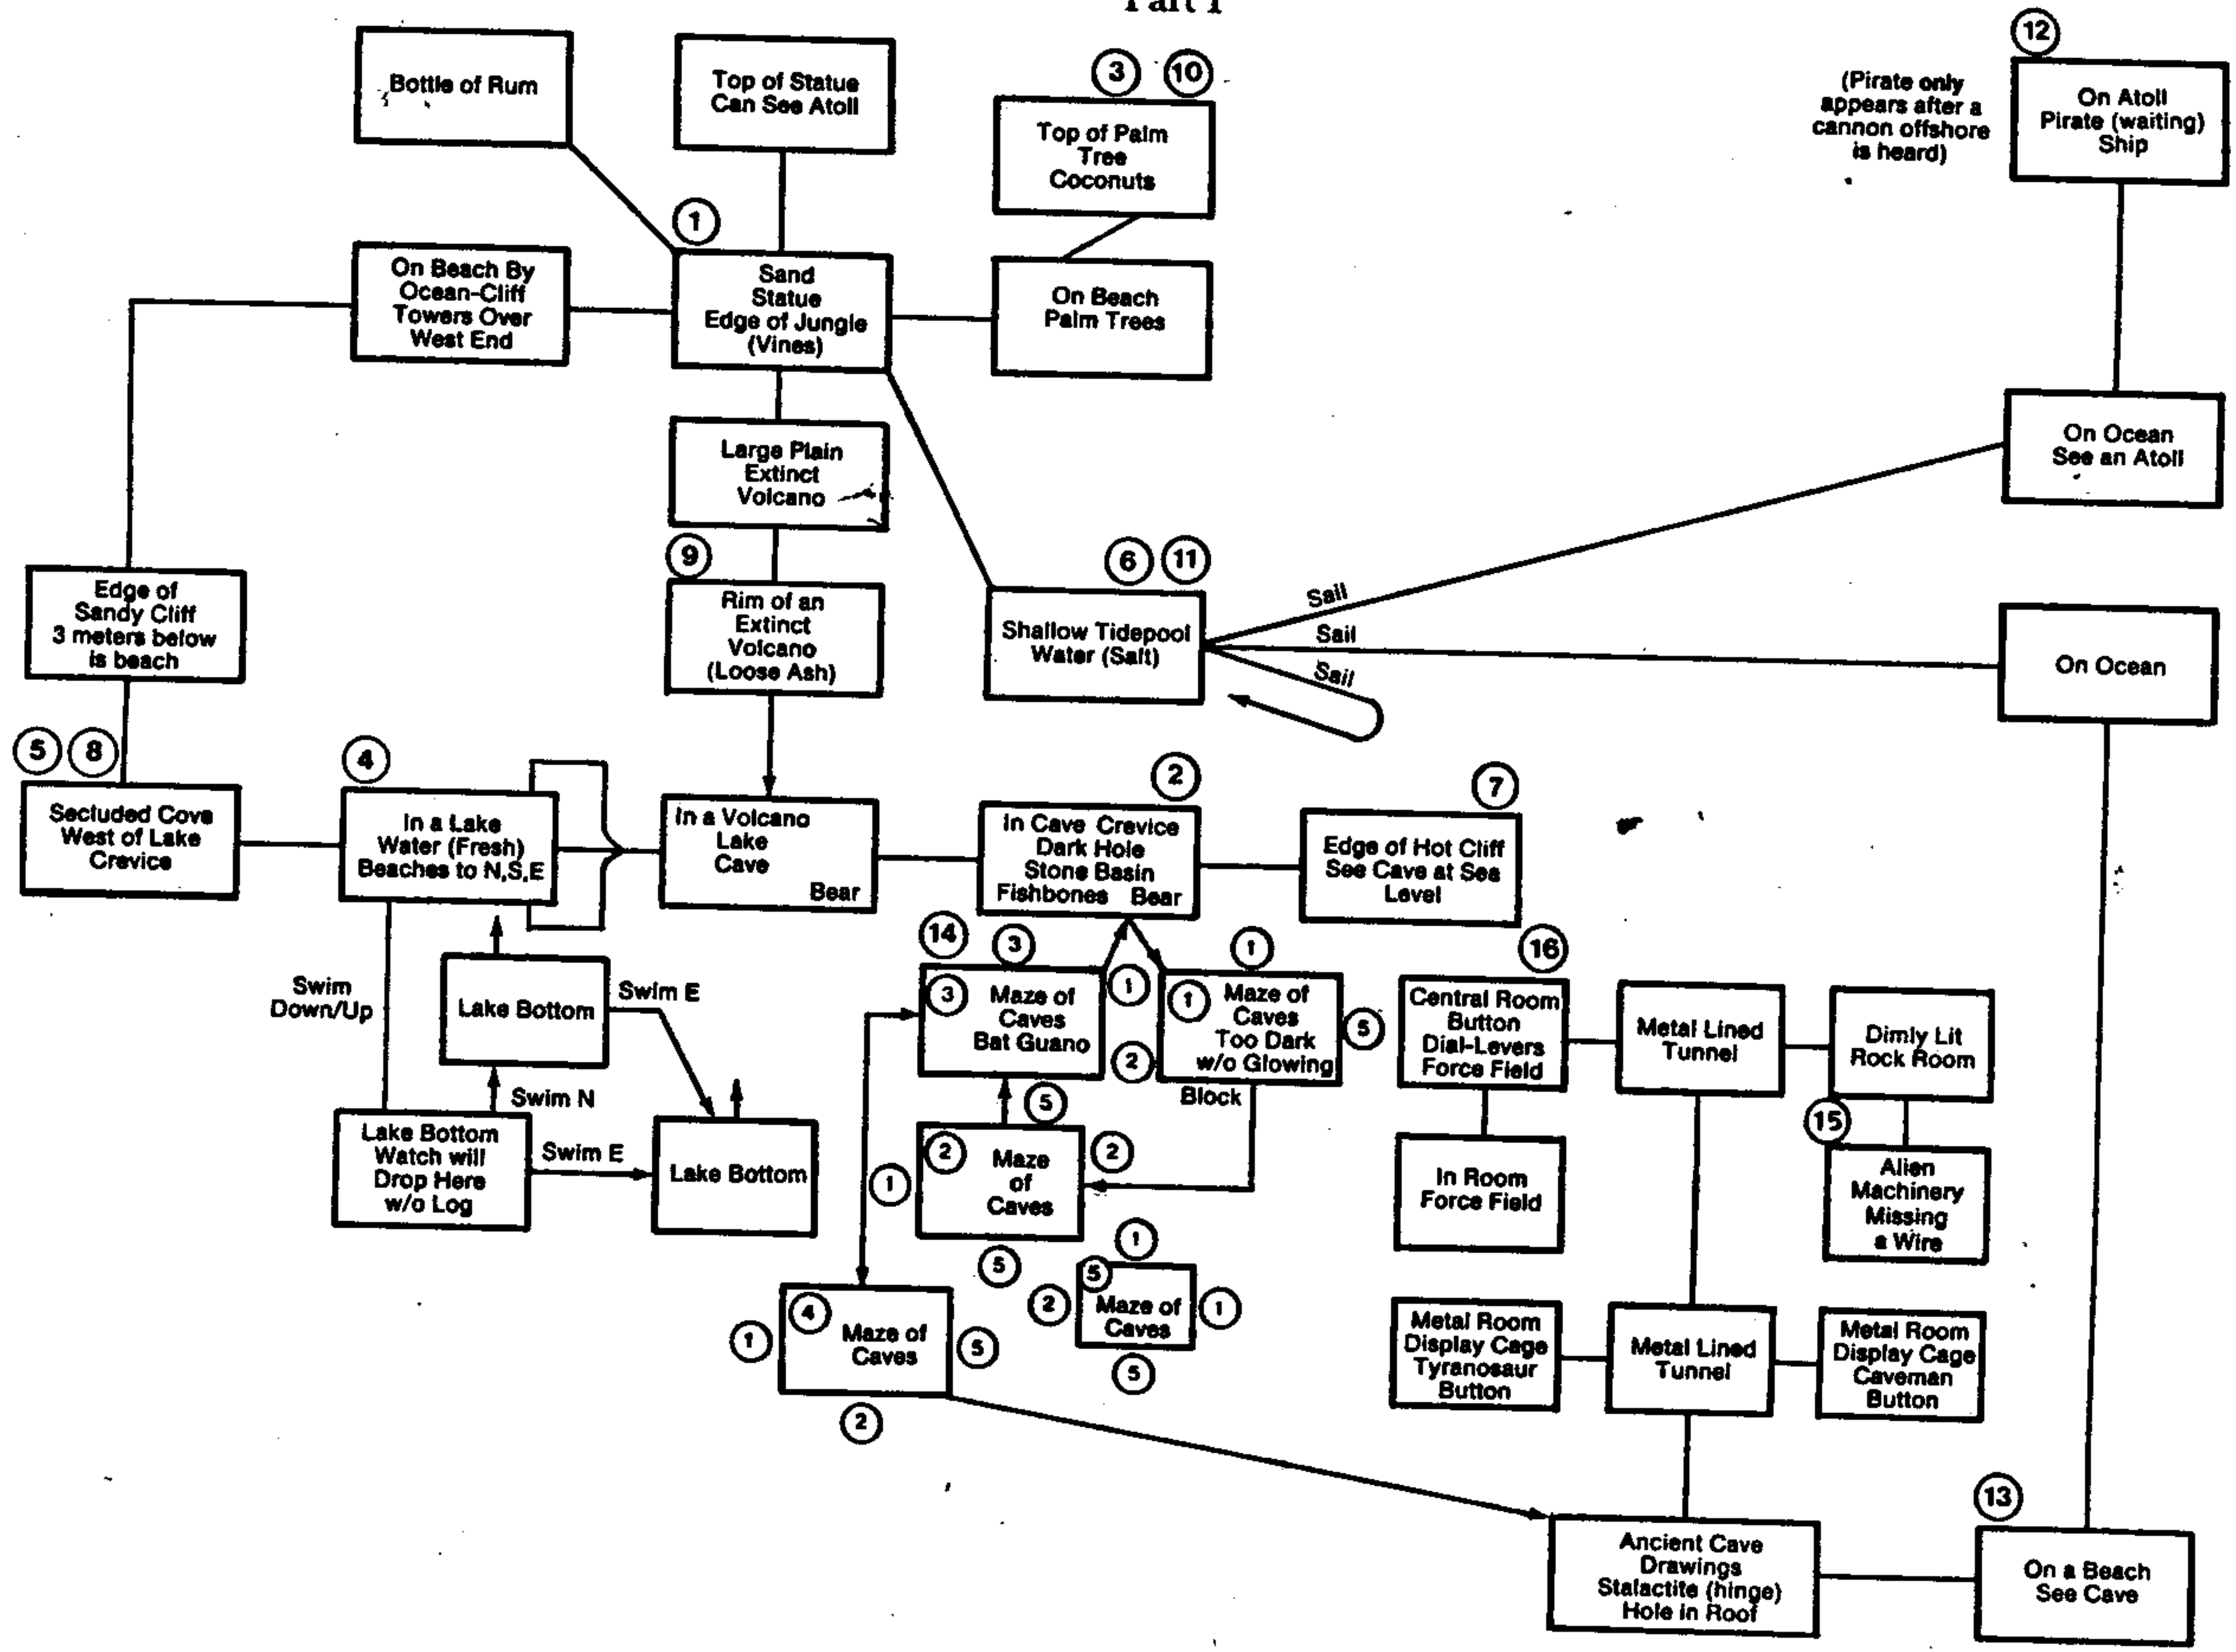 Part 1
Bottle of Rum
Top of Statue
Can See Atoll
3
10
Top of Palm
Tree
Coconuts
(Pirate only
appears after a
cannon offshore
is heard)
12
On Atoll
Pirate (waiting)
Ship
On Beach By
Ocean-Cliff
Towers Over
West End
1
Sand
Statue
Edge of Jungle
(Vines)
On Beach
Palm Trees
Large Plain
Extinct
Volcano
On Ocean
See an Atoll
Edge of
Sandy Cliff
3 meters below
is beach
9
Rim of an
Extinct
Volcano
(Loose Ash)
6
11
Shallow Tidepool
Water (Salt)
Sail
Sail
Sail
On Ocean
5
8
Secluded Cove
West of Lake
Crevice
4
In a Lake
Water (Fresh)
Beaches to N,S,E
In a Volcano
Lake
Cave
Bear
2
In Cave Crevice
Dark Hole
Stone Basin
Fishbones Bear
7
Edge of Hot Cliff
See Cave at Sea
Level
Swim
Down/Up
Lake Bottom
Swim E
Swim N
Lake Bottom
Watch will
Drop Here
w/o Log
Swim E
Lake Bottom
14
3
3
Maze of
Caves
Bat Guano
1
1
1
Maze of
Caves
Too Dark
w/o Glowing
5
2
Block
5
2
Maze
of
Caves
2
1
5
1
5
Maze of
Caves
2
1
5
4
Maze of
Caves
1
5
2
16
Central Room
Button
Dial-Levers
Force Field
Metal Lined
Tunnel
Dimly Lit
Rock Room
In Room
Force Field
15
Alien
Machinery
Missing
a Wire
Metal Room
Display Cage
Tyranosaur
Button
Metal Lined
Tunnel
Metal Room
Display Cage
Caveman
Button
Ancient Cave
Drawings
Stalactite (hinge)
Hole in Roof
13
On a Beach
See Cave